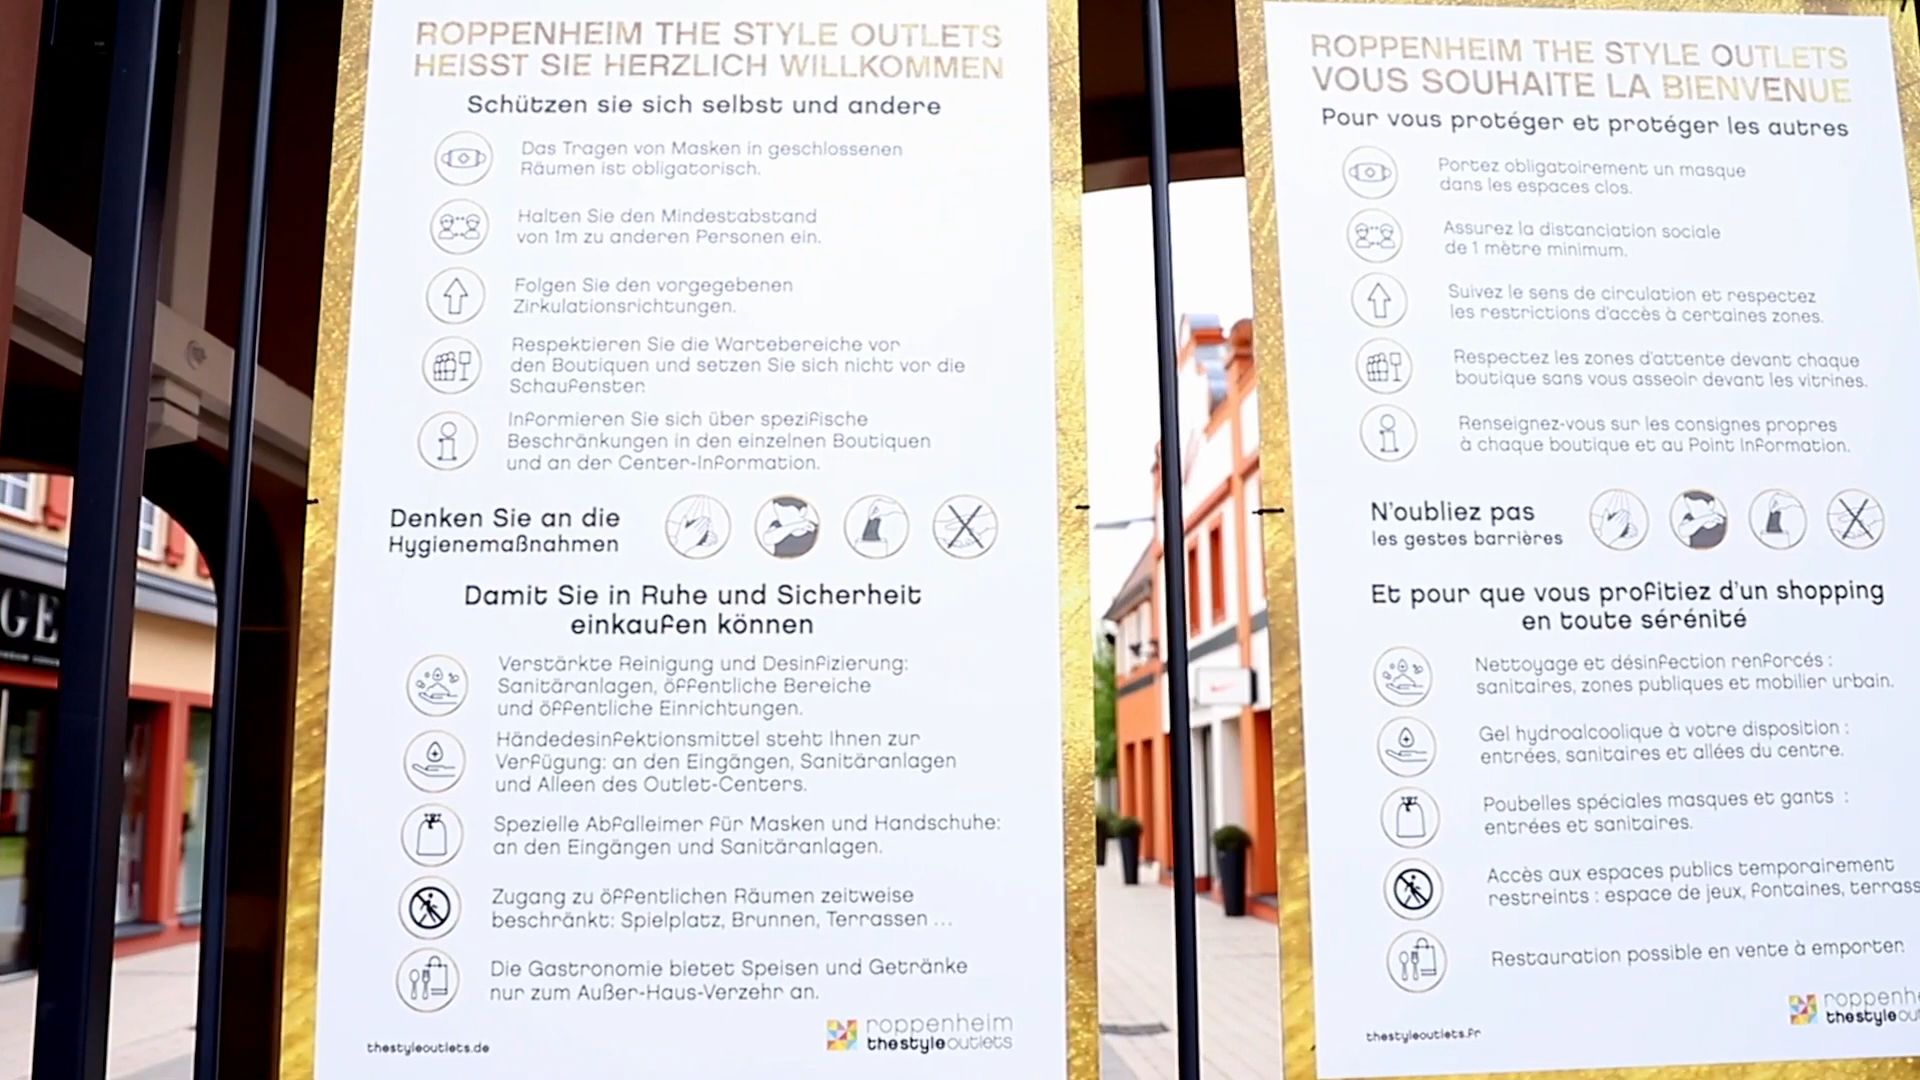 ROPPENHEIM THE STYLE OUTLETS
HEISST SIE HERZLICH WILLKOMMEN
Schützen sie sich selbst und andere
Das Tragen von Masken in geschlossenen
Räumen ist obligatorisch.
Halten Sie den Mindestabstand
von 1m zu anderen Personen ein.
Folgen Sie den vorgegebenen
Zirkulationsrichtungen.
Respektieren Sie die Wartebereiche vor
den Boutiquen und setzen Sie sich nicht vor die
Schaufenster.
Informieren Sie sich über spezifische
Beschränkungen in den einzelnen Boutiquen
und an der Center-Information.
Denken Sie an die
Hygienemaßnahmen
Damit Sie in Ruhe und Sicherheit
einkaufen können
Verstärkte Reinigung und Desinfizierung:
Sanitäranlagen, öffentliche Bereiche
und öffentliche Einrichtungen.
Händedesinfektionsmittel steht Ihnen zur
Verfügung: an den Eingängen, Sanitäranlagen
und Alleen des Outlet-Centers.
Spezielle Abfalleimer für Masken und Handschuhe:
an den Eingängen und Sanitäranlagen.
Zugang zu öffentlichen Räumen zeitweise
beschränkt: Spielplatz, Brunnen, Terrassen ...
Die Gastronomie bietet Speisen und Getränke
nur zum Außer-Haus-Verzehr an.
thestyleoutlets.de
roppenheim
thestyleoutlets
ROPPENHEIM THE STYLE OUTLETS
VOUS SOUHAITE LA BIENVENUE
Pour vous protéger et protéger les autres
Portez obligatoirement un masque
dans les espaces clos.
Assurez la distanciation sociale
de 1 mètre minimum.
Suivez le sens de circulation et respectez
les restrictions d'accès à certaines zones.
Respectez les zones d'attente devant chaque
boutique sans vous asseoir devant les vitrines.
Renseignez-vous sur les consignes propres
à chaque boutique et au Point Information.
N'oubliez pas
les gestes barrières
Et pour que vous profitiez d'un shopping
en toute sérénité
Nettoyage et désinfection renforcés :
sanitaires, zones publiques et mobilier urbain.
Gel hydroalcoolique à votre disposition :
entrées, sanitaires et allées du centre.
Poubelles spéciales masques et gants :
entrées et sanitaires.
Accès aux espaces publics temporairement
restreints : espace de jeux, fontaines, terrass
Restauration possible en vente à emporter.
thestyleoutlets.fr
roppenhe
thestyleout
GE